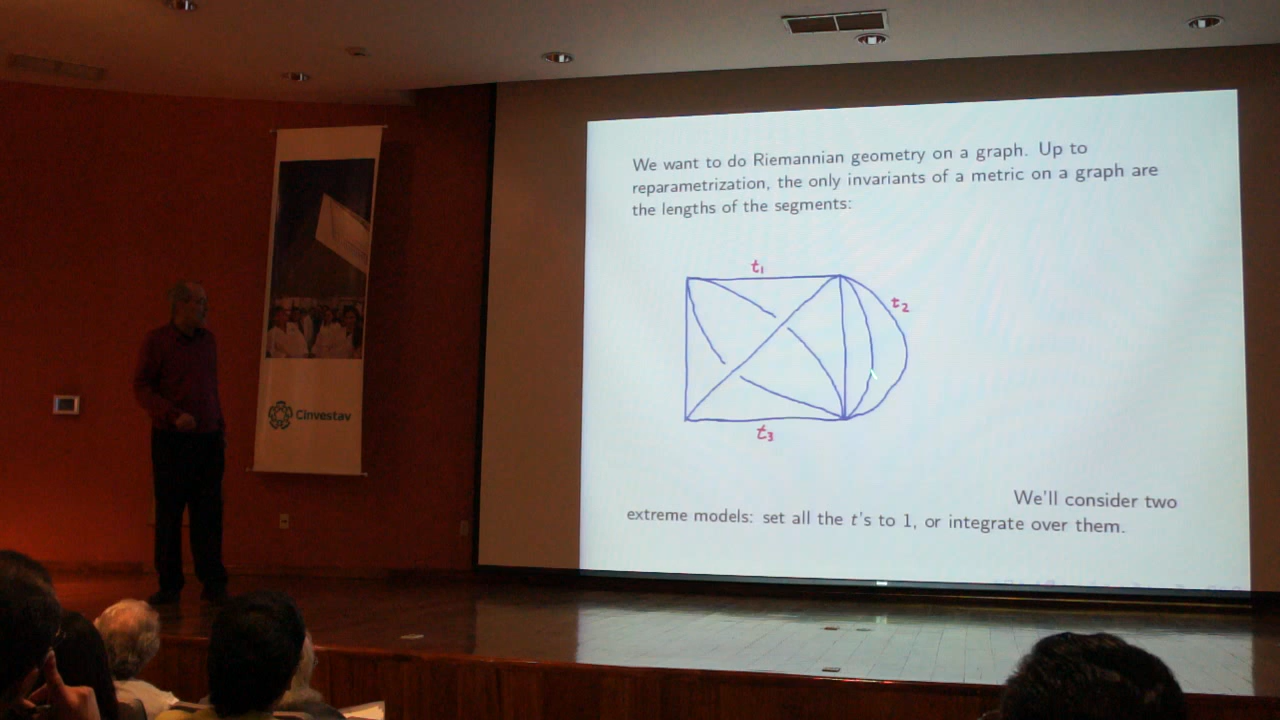 We want to do Riemannian geometry on a graph. Up to
reparametrization, the only invariants of a metric on a graph are
the lengths of the segments:
t₁
t₂
t₃
We'll consider two
extreme models: set all the t's to 1, or integrate over them.
Cinvestav